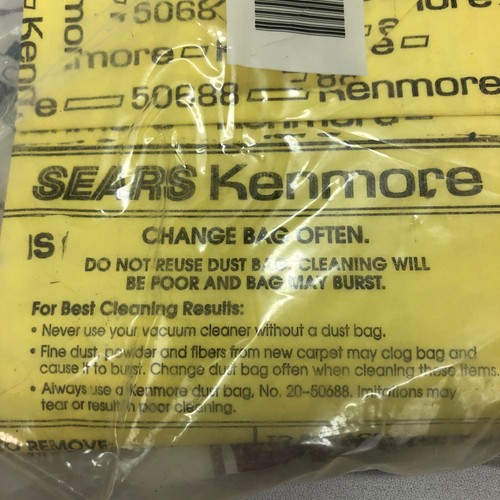 5068
Kenmore
more
e 50688 Kenmore
SEARS Kenmore
CHANGE BAG OFTEN.
DO NOT REUSE DUST BAG. CLEANING WILL
BE POOR AND BAG MAY BURST.
For Best Cleaning Results:
• Never use your vacuum cleaner without a dust bag.
• Fine dust, powder and fibers from new carpet may clog bag and
cause it to burst. Change dust bag often when cleaning these items.
• Always use a Kenmore dust bag, No. 20-50688. Imitations may
tear or result in poor cleaning.
TO REMOVE: